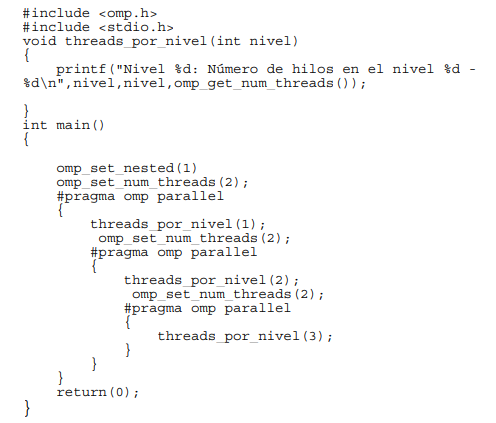 #include <omp.h>
#include <stdio.h>
void threads_por_nivel(int nivel)
{
    printf("Nivel %d: Número de hilos en el nivel %d -
%d\n",nivel,nivel,omp_get_num_threads());
}
int main()
{
    omp_set_nested(1)
    omp_set_num_threads(2);
    #pragma omp parallel
    {
        threads_por_nivel(1);
         omp_set_num_threads(2);
        #pragma omp parallel
        {
            threads_por_nivel(2);
             omp_set_num_threads(2);
            #pragma omp parallel
            {
                threads_por_nivel(3);
            }
        }
    }
    return(0);
}